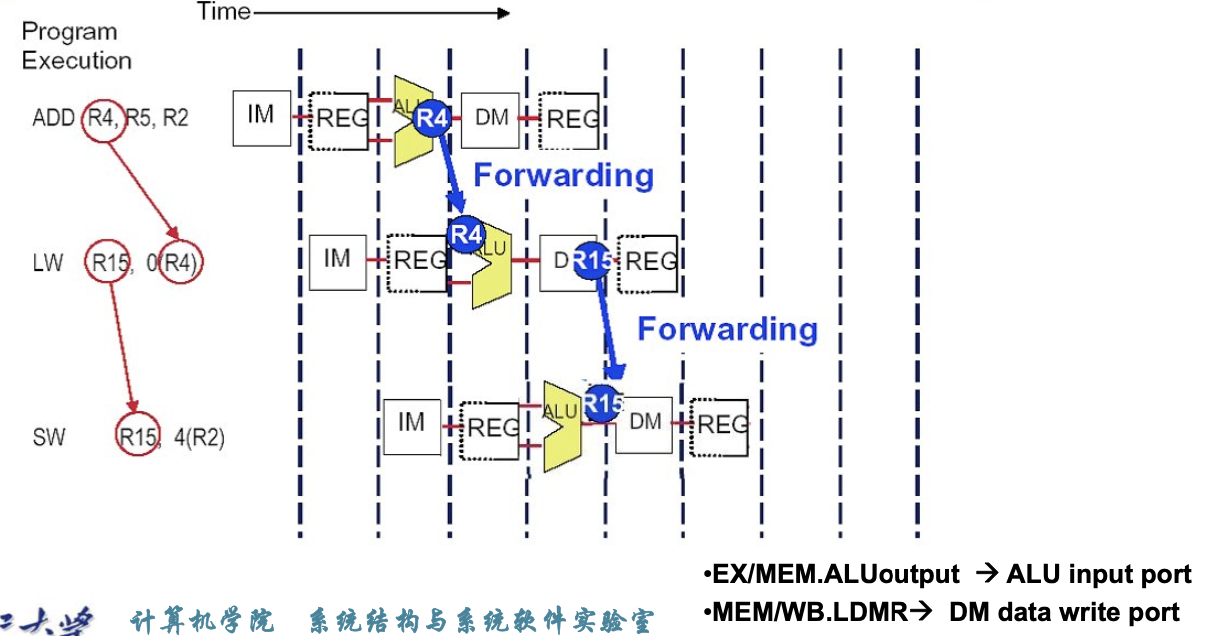 Time
Program
Execution
ADD R4, R5, R2
IM REG ALU R4 DM REG
Forwarding
LW R15, 0(R4)
IM REG R4 ALU R15 REG
Forwarding
SW R15, 4(R2)
IM REG ALU R15 DM REG
•EX/MEM.ALUoutput → ALU input port
•MEM/WB.LDMR→ DM data write port
大学 计算机学院 系统结构与系统软件实验室